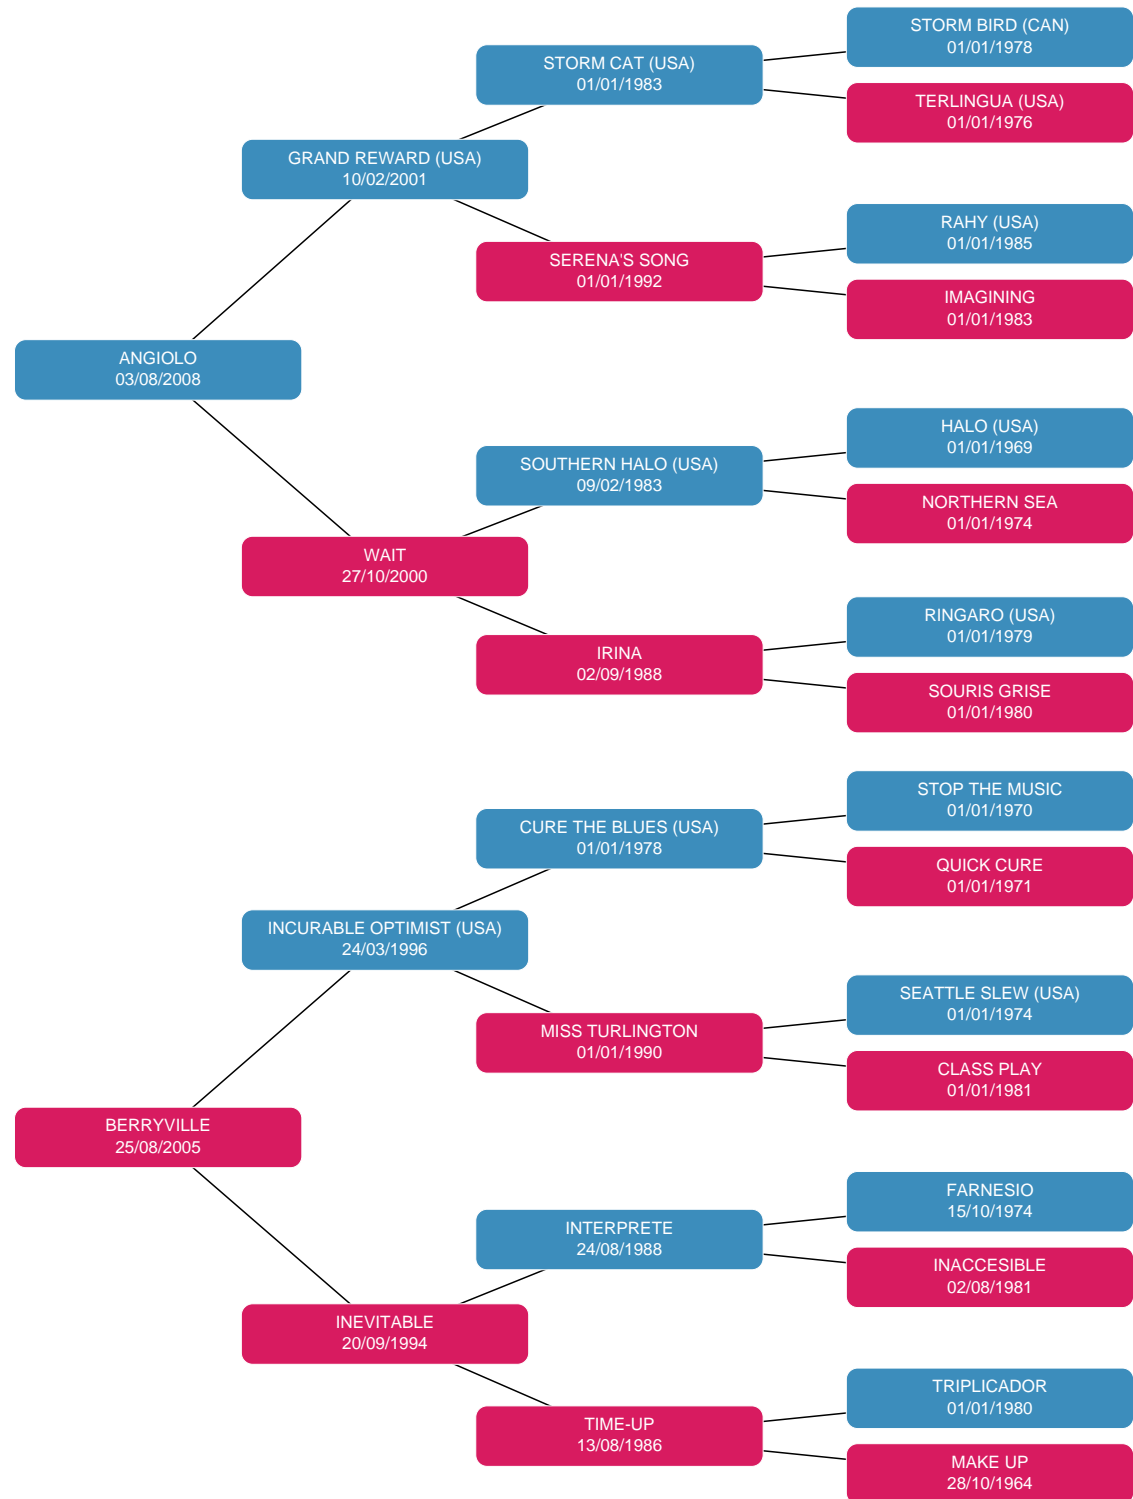 STORM BIRD (CAN)
01/01/1978
STORM CAT (USA)
01/01/1983
TERLINGUA (USA)
01/01/1976
GRAND REWARD (USA)
10/02/2001
RAHY (USA)
01/01/1985
SERENA'S SONG
01/01/1992
IMAGINING
01/01/1983
ANGIOLO
03/08/2008
HALO (USA)
01/01/1969
SOUTHERN HALO (USA)
09/02/1983
NORTHERN SEA
01/01/1974
WAIT
27/10/2000
RINGARO (USA)
01/01/1979
IRINA
02/09/1988
SOURIS GRISE
01/01/1980
STOP THE MUSIC
01/01/1970
CURE THE BLUES (USA)
01/01/1978
QUICK CURE
01/01/1971
INCURABLE OPTIMIST (USA)
24/03/1996
SEATTLE SLEW (USA)
01/01/1974
MISS TURLINGTON
01/01/1990
CLASS PLAY
01/01/1981
BERRYVILLE
25/08/2005
FARNESIO
15/10/1974
INTERPRETE
24/08/1988
INACCESIBLE
02/08/1981
INEVITABLE
20/09/1994
TRIPLICADOR
01/01/1980
TIME-UP
13/08/1986
MAKE UP
28/10/1964